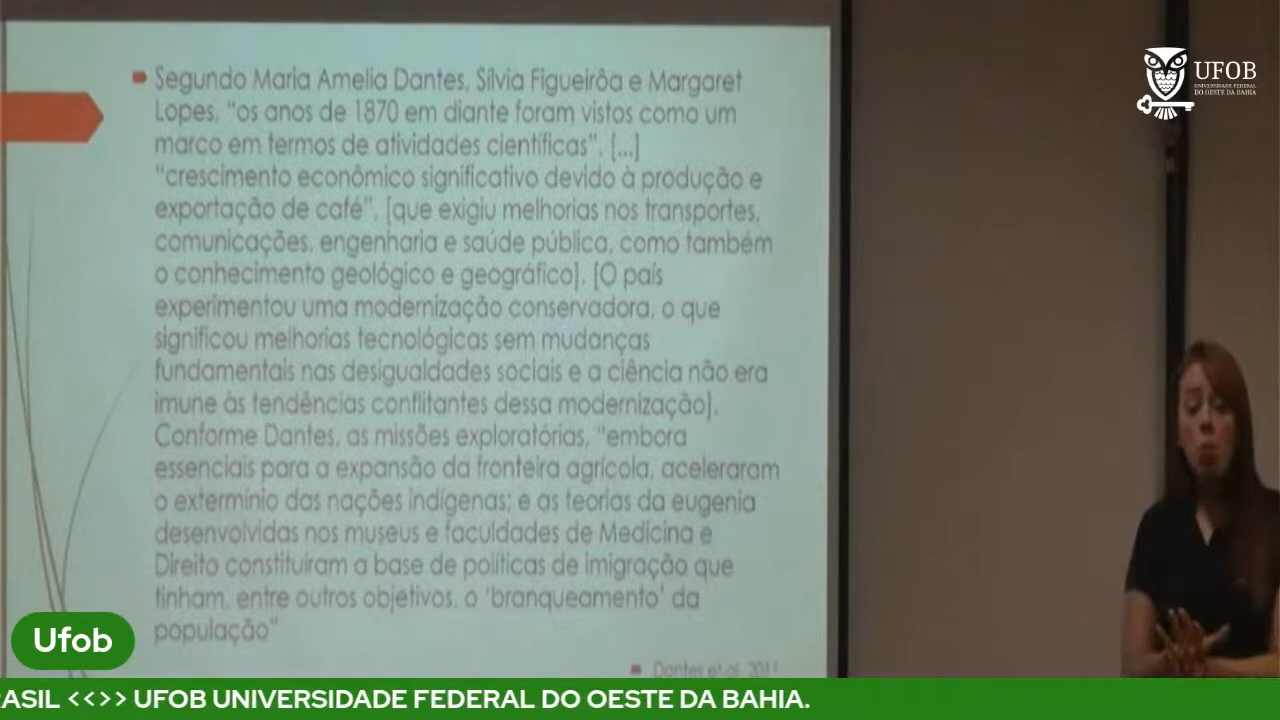 Segundo Maria Amelia Dantes, Sílvia Figueirôa e Margaret
Lopes, "os anos de 1870 em diante foram vistos como um
marco em termos de atividades científicas". [...]
"crescimento econômico significativo devido à produção e
exportação de café", [que exigiu melhorias nos transportes,
comunicações, engenharia e saúde pública, como também
o conhecimento geológico e geográfico]. [O país
experimentou uma modernização conservadora, o que
significou melhorias tecnológicas sem mudanças
fundamentais nas desigualdades sociais e a ciência não era
imune às tendências conflitantes dessa modernização].
Conforme Dantes, as missões exploratórias, "embora
essenciais para a expansão da fronteira agrícola, aceleraram
o extermínio das nações indígenas; e as teorias da eugenia
desenvolvidas nos museus e faculdades de Medicina e
Direito constituíram a base de políticas de imigração que
tinham, entre outros objetivos, o 'branqueamento' da
população"
Dantes et al, 2011
UFOB
UNIVERSIDADE FEDERAL
DO OESTE DA BAHIA
Ufob
ASIL <<>> UFOB UNIVERSIDADE FEDERAL DO OESTE DA BAHIA.